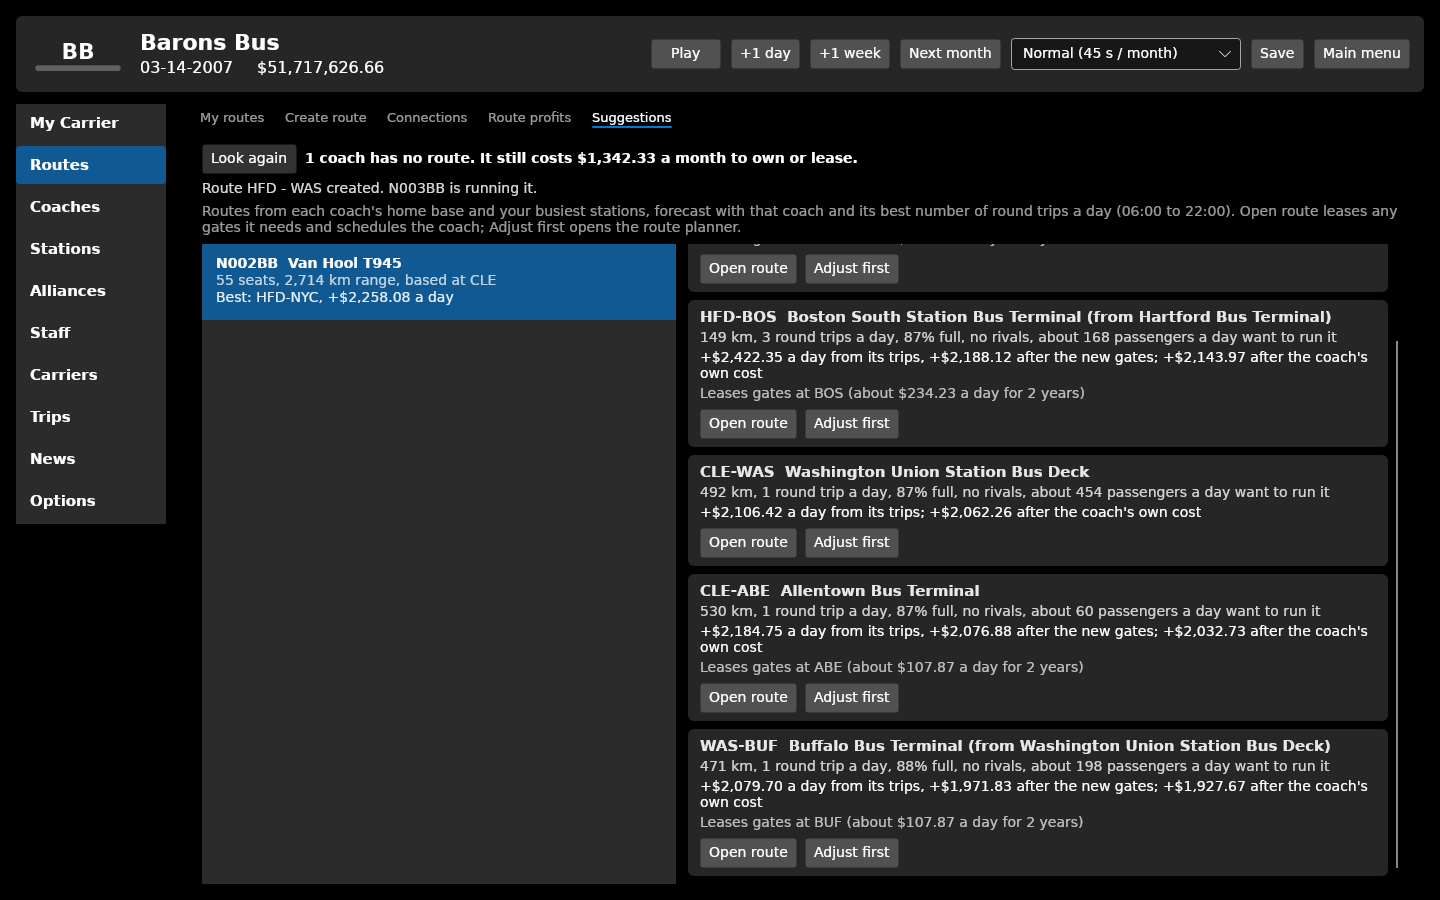 BB
Barons Bus
03-14-2007 $51,717,626.66
Play
+1 day
+1 week
Next month
Normal (45 s / month)
Save
Main menu
My Carrier
Routes
Coaches
Stations
Alliances
Staff
Carriers
Trips
News
Options
My routes
Create route
Connections
Route profits
Suggestions
Look again
1 coach has no route. It still costs $1,342.33 a month to own or lease.
Route HFD - WAS created. N003BB is running it.
Routes from each coach's home base and your busiest stations, forecast with that coach and its best number of round trips a day (06:00 to 22:00). Open route leases any
gates it needs and schedules the coach; Adjust first opens the route planner.
N002BB Van Hool T945
55 seats, 2,714 km range, based at CLE
Best: HFD-NYC, +$2,258.08 a day
Open route
Adjust first
HFD-BOS Boston South Station Bus Terminal (from Hartford Bus Terminal)
149 km, 3 round trips a day, 87% full, no rivals, about 168 passengers a day want to run it
+$2,422.35 a day from its trips, +$2,188.12 after the new gates; +$2,143.97 after the coach's
own cost
Leases gates at BOS (about $234.23 a day for 2 years)
Open route
Adjust first
CLE-WAS Washington Union Station Bus Deck
492 km, 1 round trip a day, 87% full, no rivals, about 454 passengers a day want to run it
+$2,106.42 a day from its trips; +$2,062.26 after the coach's own cost
Open route
Adjust first
CLE-ABE Allentown Bus Terminal
530 km, 1 round trip a day, 87% full, no rivals, about 60 passengers a day want to run it
+$2,184.75 a day from its trips, +$2,076.88 after the new gates; +$2,032.73 after the coach's
own cost
Leases gates at ABE (about $107.87 a day for 2 years)
Open route
Adjust first
WAS-BUF Buffalo Bus Terminal (from Washington Union Station Bus Deck)
471 km, 1 round trip a day, 88% full, no rivals, about 198 passengers a day want to run it
+$2,079.70 a day from its trips, +$1,971.83 after the new gates; +$1,927.67 after the coach's
own cost
Leases gates at BUF (about $107.87 a day for 2 years)
Open route
Adjust first